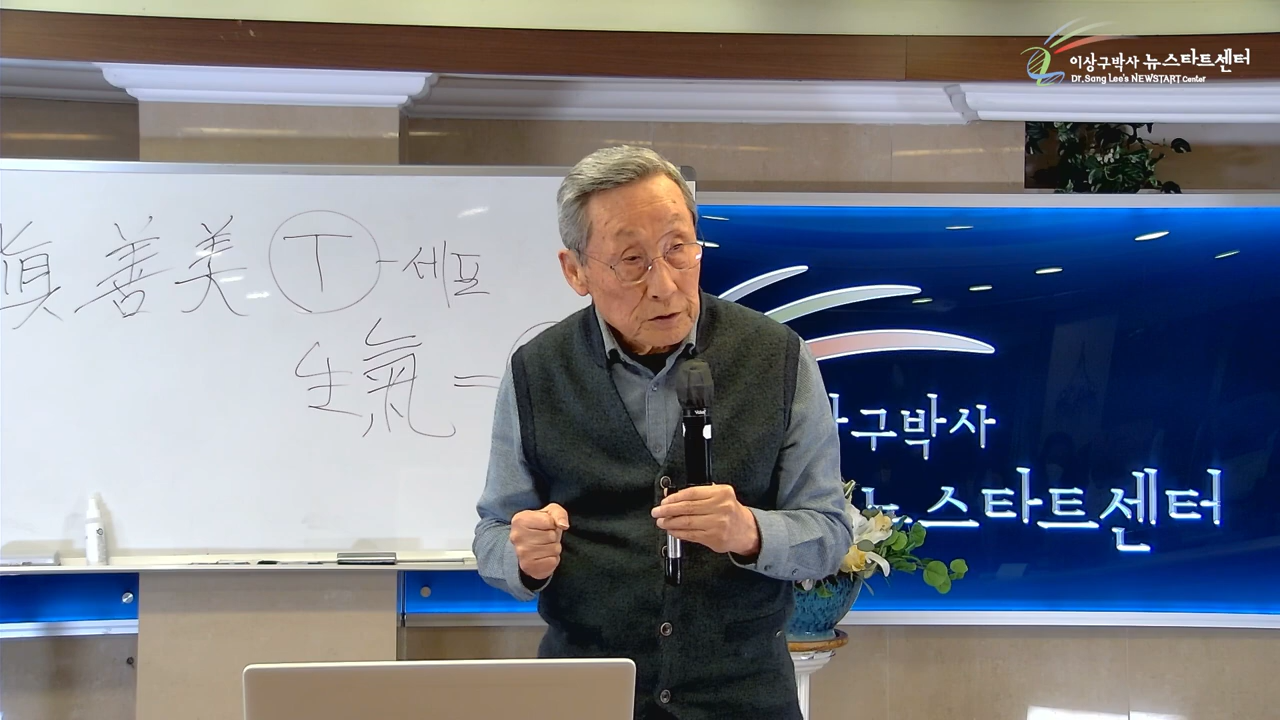 이상구박사 뉴스타트센터
Dr. Sang Lee's NEWSTART Center
眞 善 美 T - 세포
生氣 =
구박사
스타트센터